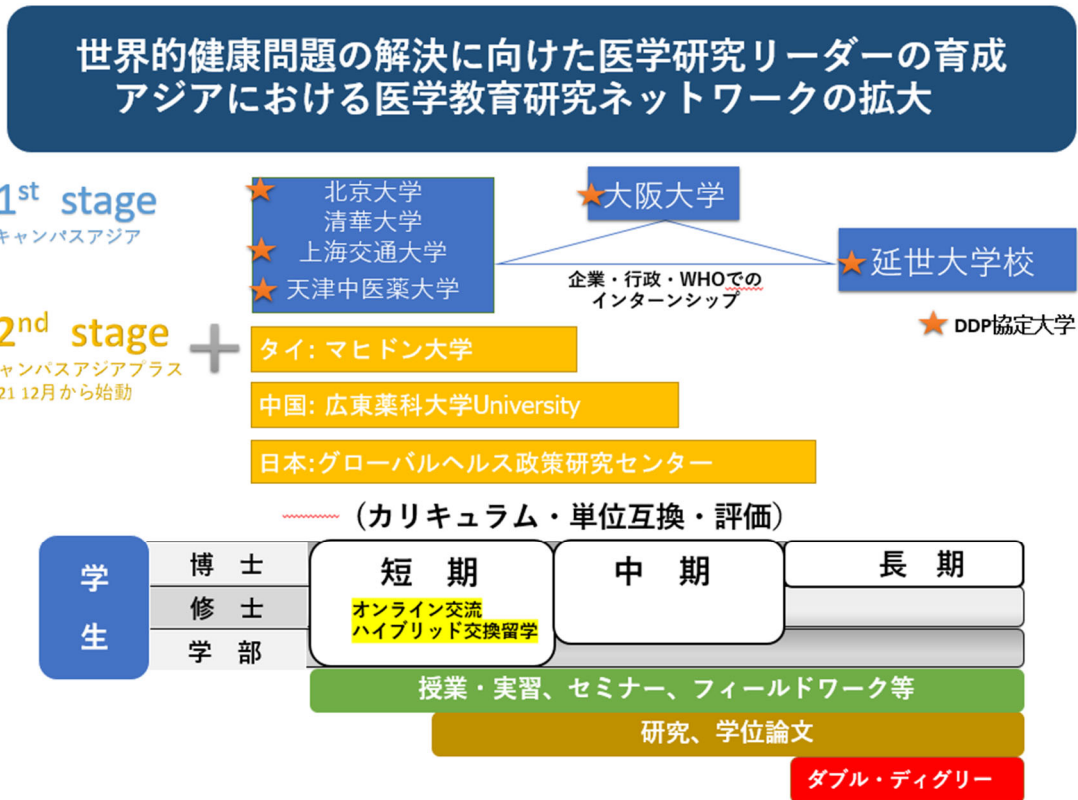 世界的健康問題の解決に向けた医学研究リーダーの育成
アジアにおける医学教育研究ネットワークの拡大
1st stage
キャンパスアジア
北京大学
清華大学
上海交通大学
天津中医薬大学
大阪大学
延世大学校
企業・行政・WHOでの
インターンシップ
DDP協定大学
2nd stage
ャンパスアジアプラス
21 12月から始動
+
タイ: マヒドン大学
中国: 広東薬科大学University
日本:グローバルヘルス政策研究センター
(カリキュラム・単位互換・評価)
学生
博 士
修 士
学 部
短 期
オンライン交流
ハイブリッド交換留学
中 期
長 期
授業・実習、セミナー、フィールドワーク等
研究、学位論文
ダブル・ディグリー